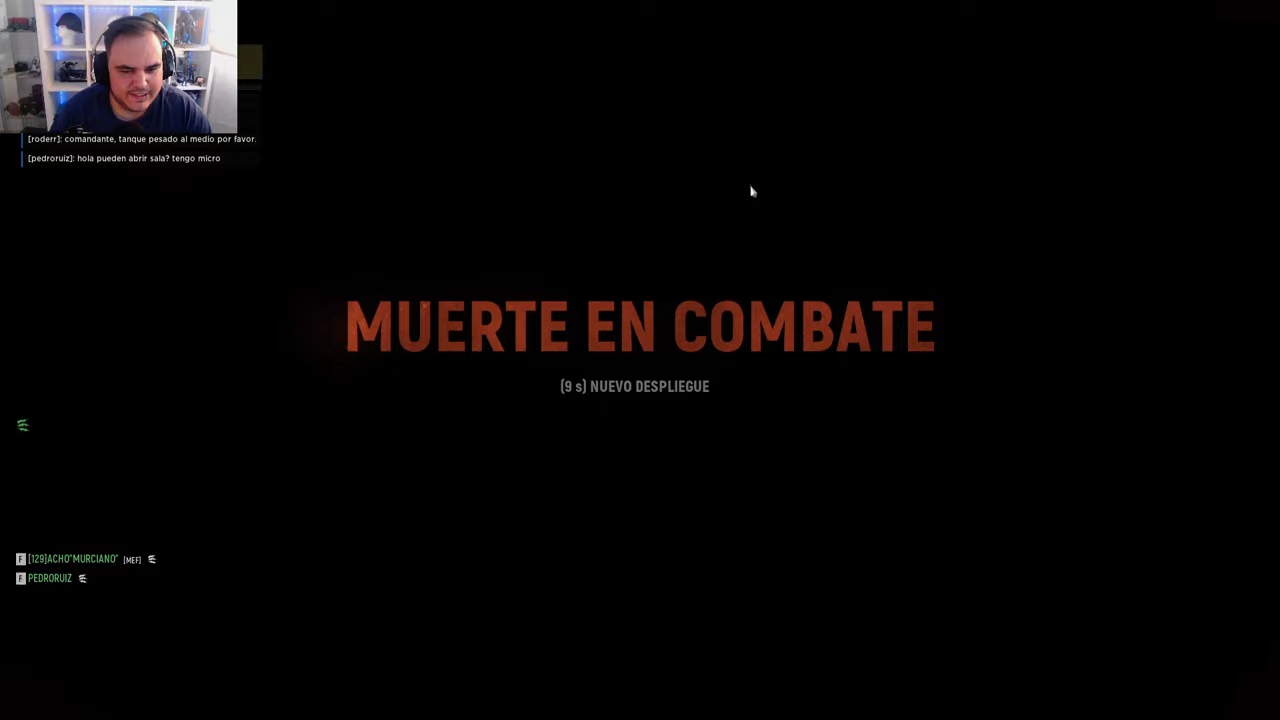 [roderr]: comandante, tanque pesado al medio por favor.
[pedroruiz]: hola pueden abrir sala? tengo micro
MUERTE EN COMBATE
(9 s) NUEVO DESPLIEGUE
F [129]ACHO"MURCIANO" [MEF]
F PEDRORUIZ